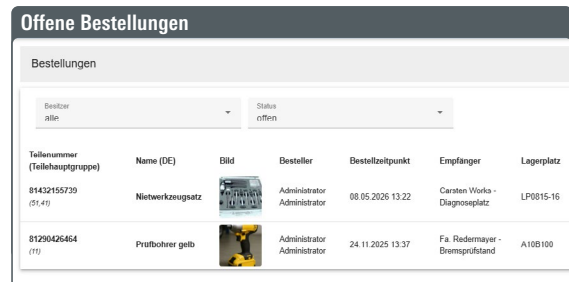 Offene Bestellungen
Bestellungen
Besitzer
alle
Status
offen
Teilenummer
(Teilehauptgruppe)
Name (DE)
Bild
Besteller
Bestellzeitpunkt
Empfänger
Lagerplatz
81432155739
(51,41)
Nietwerkzeugsatz
Administrator
Administrator
08.05.2026 13:22
Carsten Works -
Diagnoseplatz
LP0815-16
81290426464
(11)
Prüfbohrer gelb
Administrator
Administrator
24.11.2025 13:37
Fa. Redermayer -
Bremsprüfstand
A10B100